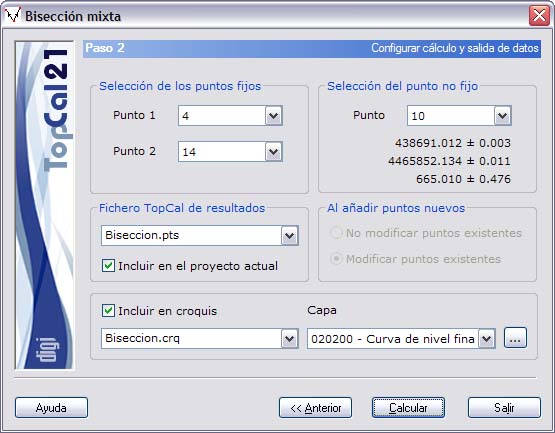 Bisección mixta
Paso 2
Configurar cálculo y salida de datos
TopCal 21
digi
Selección de los puntos fijos
Punto 1
4
Punto 2
14
Selección del punto no fijo
Punto
10
438691.012 ± 0.003
4465852.134 ± 0.011
665.010 ± 0.476
Fichero TopCal de resultados
Biseccion.pts
Incluir en el proyecto actual
Al añadir puntos nuevos
No modificar puntos existentes
Modificar puntos existentes
Incluir en croquis
Biseccion.crq
Capa
020200 - Curva de nivel fina
...
Ayuda
<< Anterior
Calcular
Salir